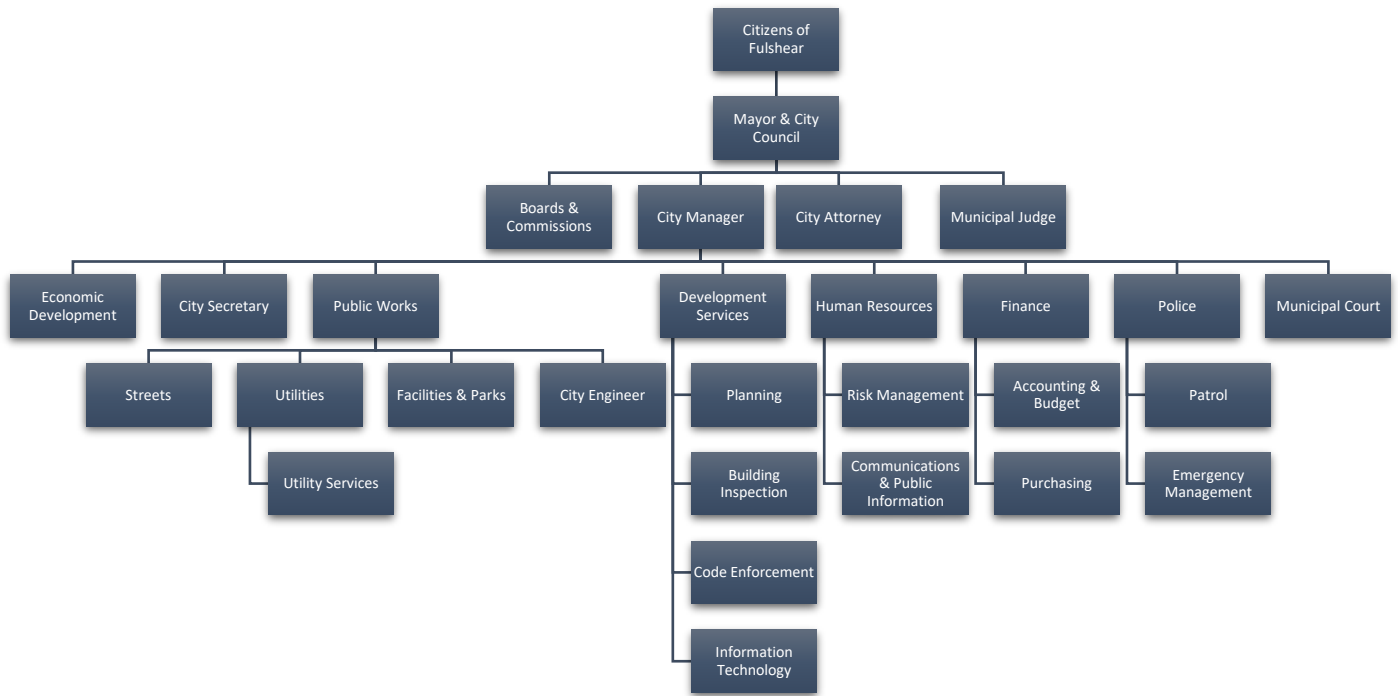 Citizens of
Fulshear
Mayor & City
Council
Boards &
Commissions
City Manager
City Attorney
Municipal Judge
Economic
Development
City Secretary
Public Works
Development
Services
Human Resources
Finance
Police
Municipal Court
Streets
Utilities
Facilities & Parks
City Engineer
Planning
Risk Management
Accounting &
Budget
Patrol
Utility Services
Building
Inspection
Communications
& Public
Information
Purchasing
Emergency
Management
Code Enforcement
Information
Technology